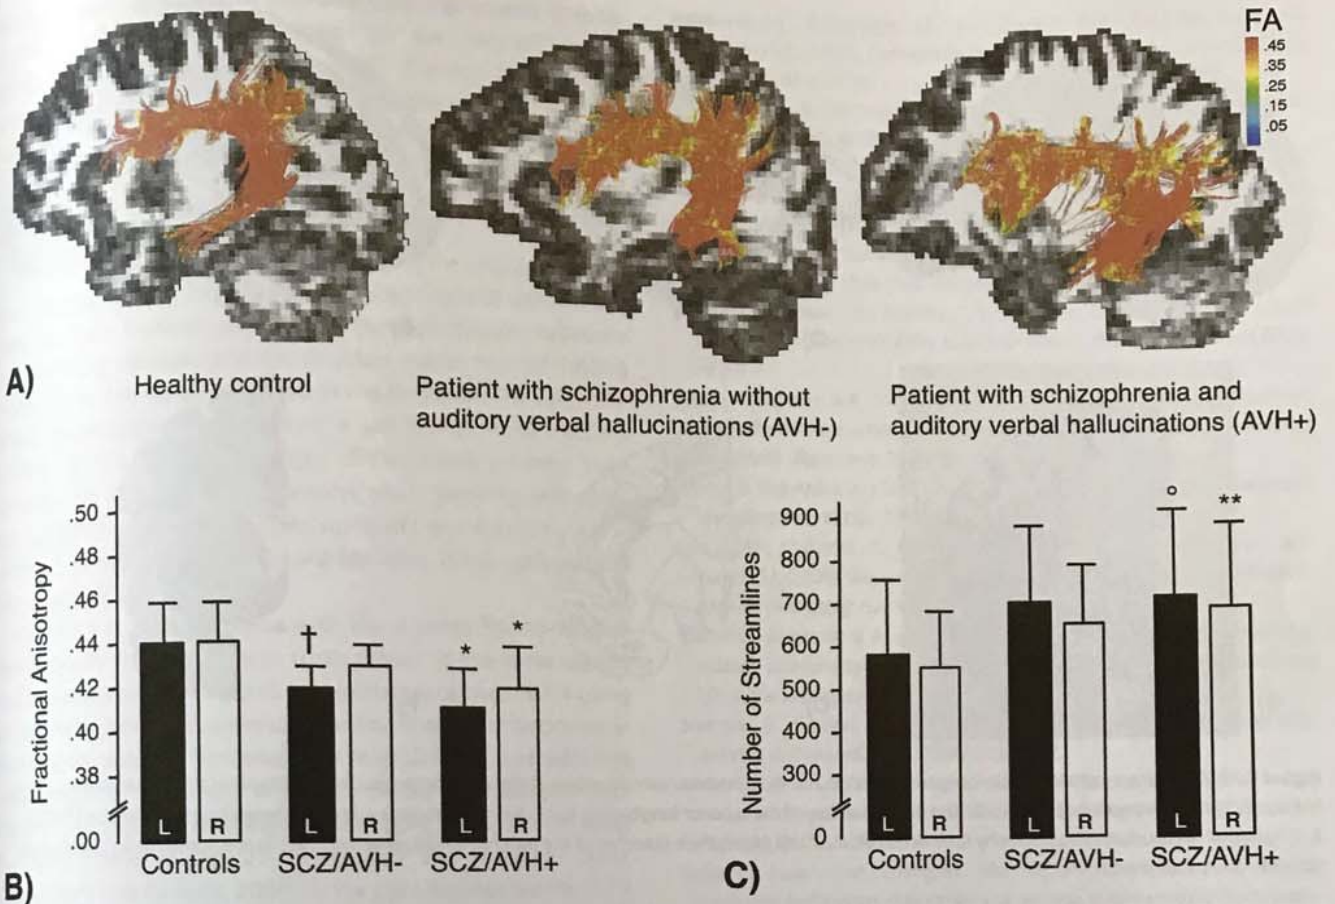 FA
.45
.35
.25
.15
.05
A)
Healthy control
Patient with schizophrenia without
auditory verbal hallucinations (AVH-)
Patient with schizophrenia and
auditory verbal hallucinations (AVH+)
Fractional Anisotropy
.50
.48
.46
.44
.42
.40
.38
.00
†
*
*
L
R
L
R
L
R
Controls
SCZ/AVH-
SCZ/AVH+
B)
Number of Streamlines
900
800
700
600
500
400
300
0
°
**
L
R
L
R
L
R
Controls
SCZ/AVH-
SCZ/AVH+
C)